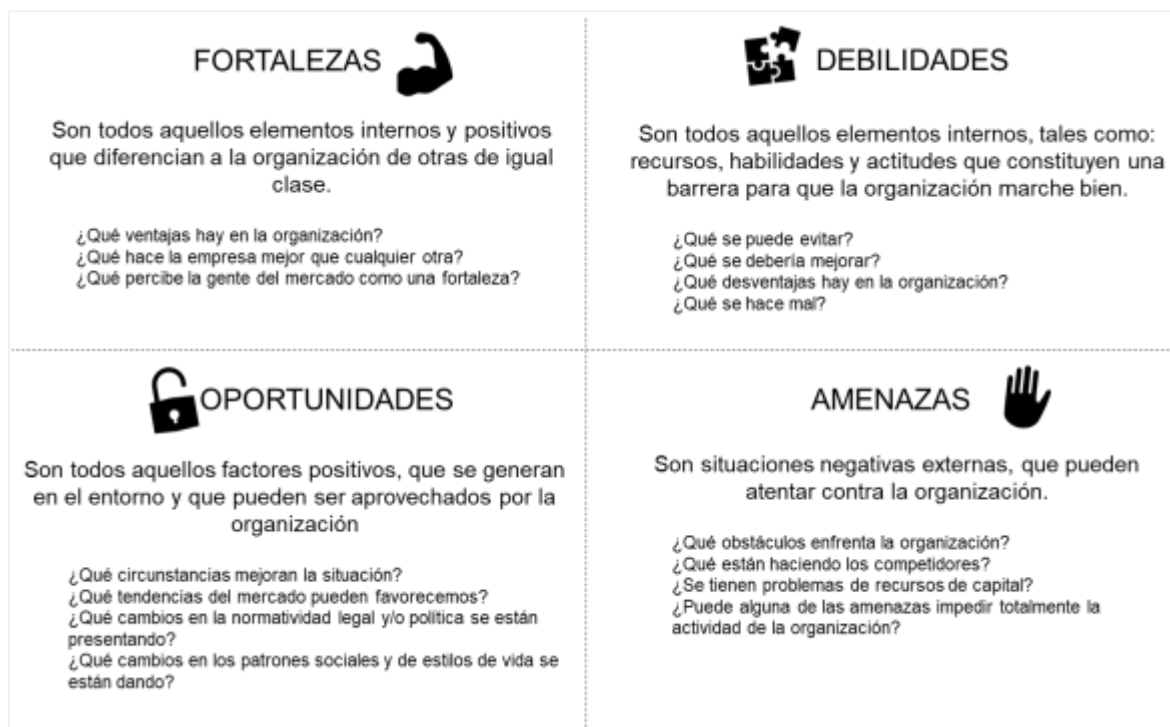 FORTALEZAS
Son todos aquellos elementos internos y positivos
que diferencian a la organización de otras de igual
clase.
¿Qué ventajas hay en la organización?
¿Qué hace la empresa mejor que cualquier otra?
¿Qué percibe la gente del mercado como una fortaleza?
DEBILIDADES
Son todos aquellos elementos internos, tales como:
recursos, habilidades y actitudes que constituyen una
barrera para que la organización marche bien.
¿Qué se puede evitar?
¿Qué se debería mejorar?
¿Qué desventajas hay en la organización?
¿Qué se hace mal?
OPORTUNIDADES
Son todos aquellos factores positivos, que se generan
en el entorno y que pueden ser aprovechados por la
organización
¿Qué circunstancias mejoran la situación?
¿Qué tendencias del mercado pueden favorecemos?
¿Qué cambios en la normatividad legal y/o política se están
presentando?
¿Qué cambios en los patrones sociales y de estilos de vida se
están dando?
AMENAZAS
Son situaciones negativas externas, que pueden
atentar contra la organización.
¿Qué obstáculos enfrenta la organización?
¿Qué están haciendo los competidores?
¿Se tienen problemas de recursos de capital?
¿Puede alguna de las amenazas impedir totalmente la
actividad de la organización?